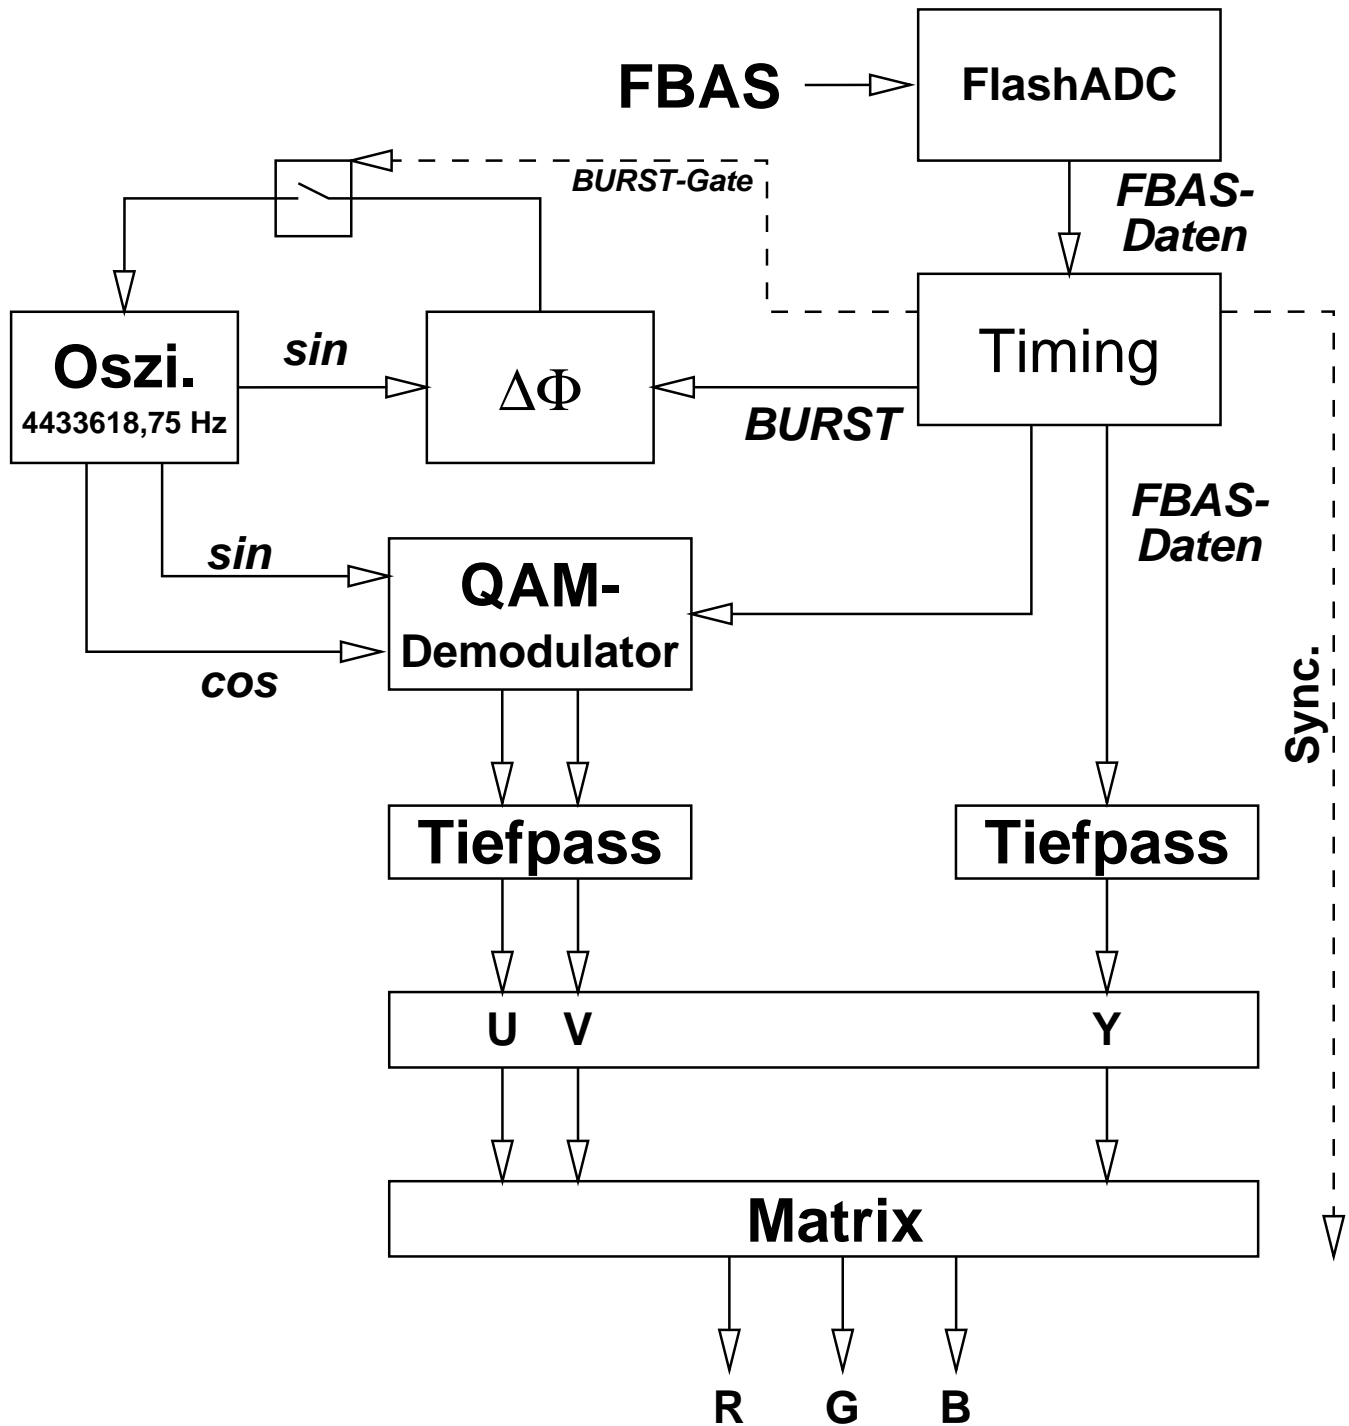 FBAS
FlashADC
BURST-Gate
FBAS-
Daten
Oszi.
4433618,75 Hz
sin
ΔΦ
BURST
Timing
FBAS-
Daten
sin
cos
QAM-
Demodulator
Sync.
Tiefpass
Tiefpass
U V Y
Matrix
R G B